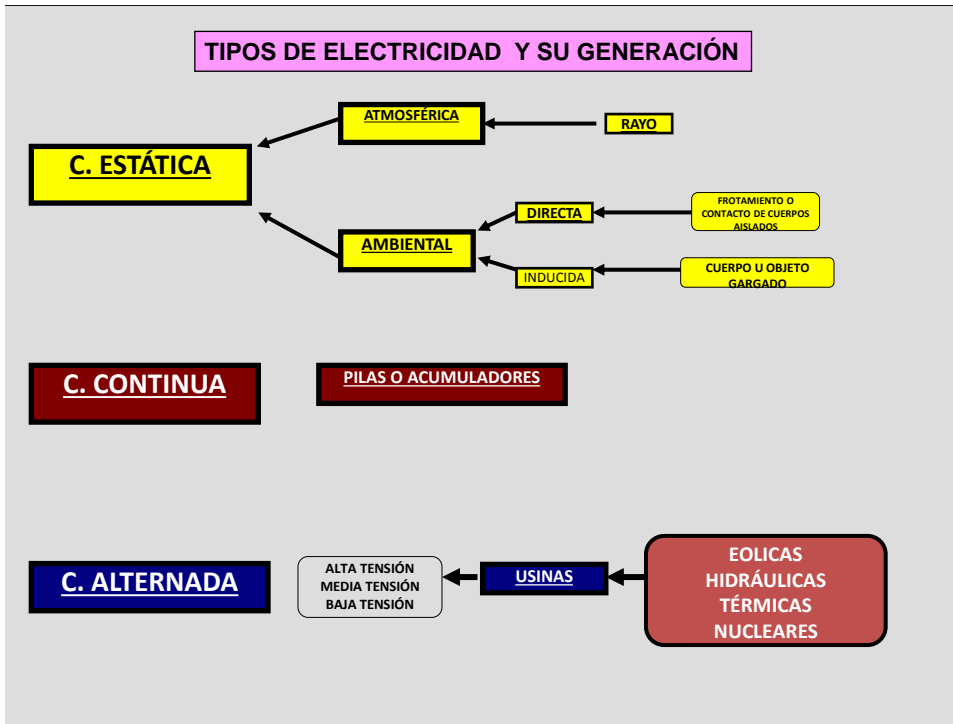 TIPOS DE ELECTRICIDAD Y SU GENERACIÓN
ATMOSFÉRICA
RAYO
C. ESTÁTICA
DIRECTA
FROTAMIENTO O
CONTACTO DE CUERPOS
AISLADOS
AMBIENTAL
INDUCIDA
CUERPO U OBJETO
GARGADO
C. CONTINUA
PILAS O ACUMULADORES
C. ALTERNADA
ALTA TENSIÓN
MEDIA TENSIÓN
BAJA TENSIÓN
USINAS
EOLICAS
HIDRÁULICAS
TÉRMICAS
NUCLEARES